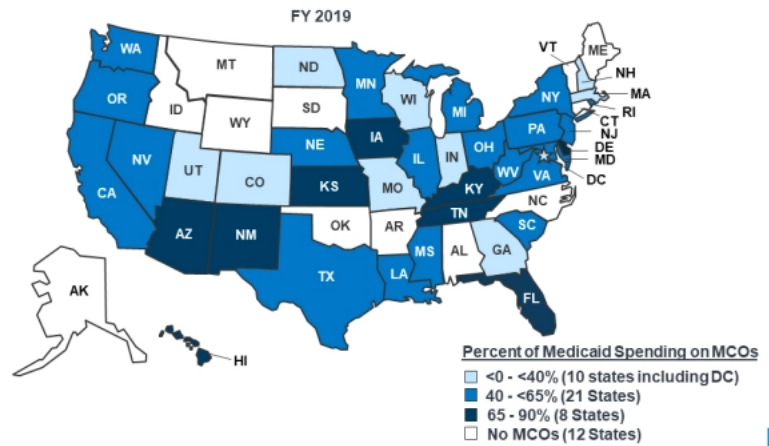 FY 2019
WA
MT
ND
MN
VT
ME
NH
MA
RI
CT
NJ
DE
MD
DC
OR
ID
WY
SD
WI
MI
NY
PA
NV
UT
CO
NE
IA
IL
IN
OH
WV
VA
CA
KS
MO
KY
NC
TN
SC
AZ
NM
OK
AR
MS
AL
GA
TX
LA
FL
AK
HI
Percent of Medicaid Spending on MCOs
<0 - <40% (10 states including DC)
40 - <65% (21 States)
65 - 90% (8 States)
No MCOs (12 States)